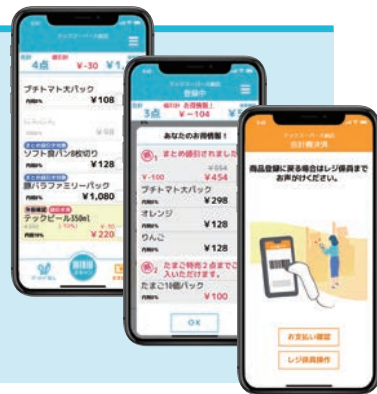 4点
¥-30
プチトマト大パック
¥108
¥98
ソフト食パン8枚切り
¥128
豚バラファミリーパック
¥1,080
テックビール350ml
¥220
登録中
3点
¥-104
あなたのお得情報！
まとめ値引されました
¥-100
¥454
プチトマト大パック
¥298
オレンジ
¥128
りんご
¥128
たまご特売2点までご
入いただけます。
たまご10個パック
¥100
OK
会計機決済
商品登録に戻る場合はレジ係員まで
お声がけください。
お支払い確認
レジ係員操作